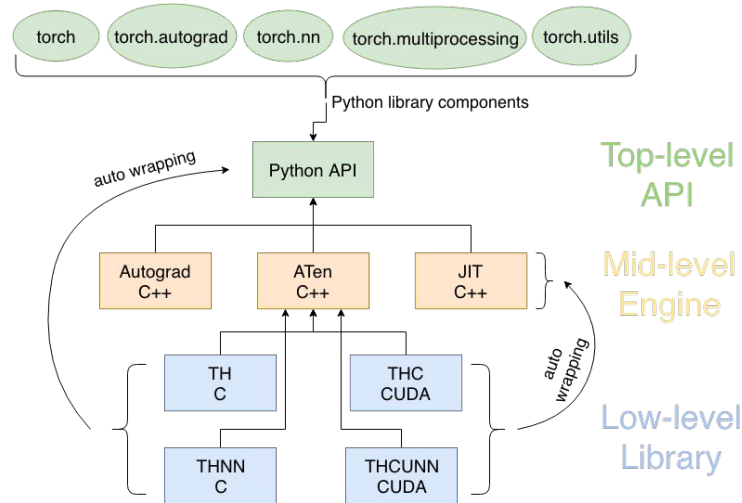 torch
torch.autograd
torch.nn
torch.multiprocessing
torch.utils
Python library components
auto wrapping
Python API
Top-level
API
Autograd
C++
ATen
C++
JIT
C++
Mid-level
Engine
auto
wrapping
TH
C
THC
CUDA
Low-level
Library
THNN
C
THCUNN
CUDA